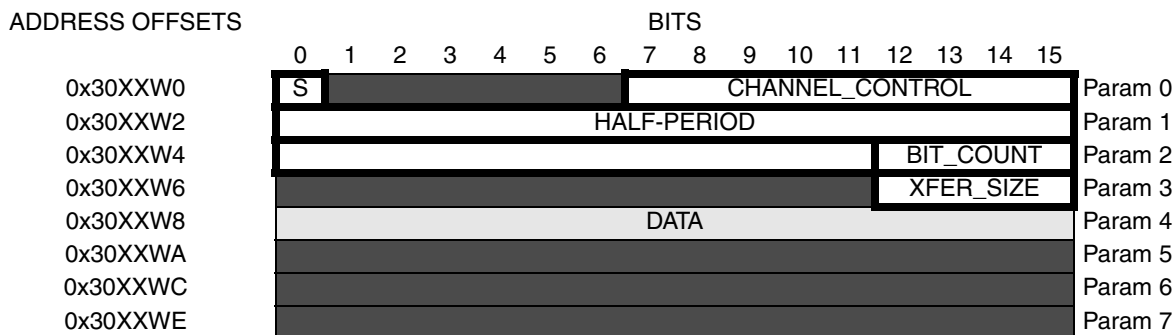 ADDRESS OFFSETS BITS
0 1 2 3 4 5 6 7 8 9 10 11 12 13 14 15
0x30XXW0 S CHANNEL_CONTROL Param 0
0x30XXW2 HALF-PERIOD Param 1
0x30XXW4 BIT_COUNT Param 2
0x30XXW6 XFER_SIZE Param 3
0x30XXW8 DATA Param 4
0x30XXWA Param 5
0x30XXWC Param 6
0x30XXWE Param 7